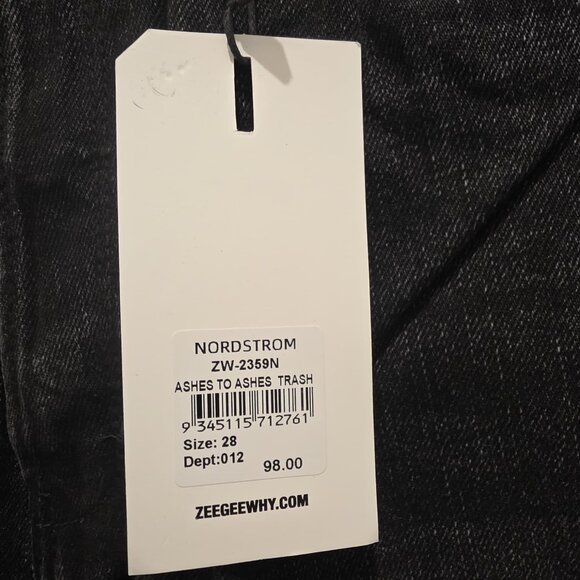 NORDSTROM
ZW-2359N
ASHES TO ASHES TRASH
9 345115 712761
Size: 28
Dept:012
98.00
ZEEGEEWHY.COM